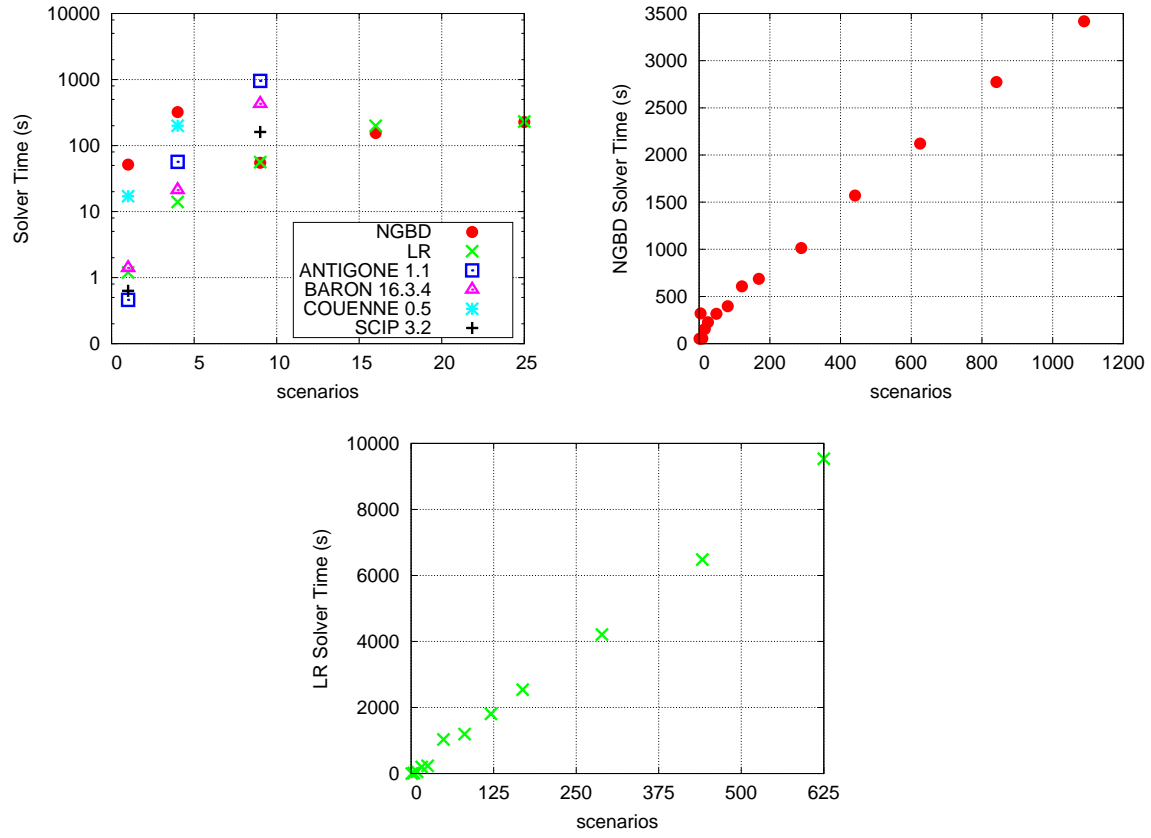 10000
1000
100
10
1
0
Solver Time (s)
0 5 10 15 20 25
scenarios
NGBD
LR
ANTIGONE 1.1
BARON 16.3.4
COUENNE 0.5
SCIP 3.2
3500
3000
2500
2000
1500
1000
500
0
NGBD Solver Time (s)
0 200 400 600 800 1000 1200
scenarios
10000
8000
6000
4000
2000
0
LR Solver Time (s)
0 125 250 375 500 625
scenarios